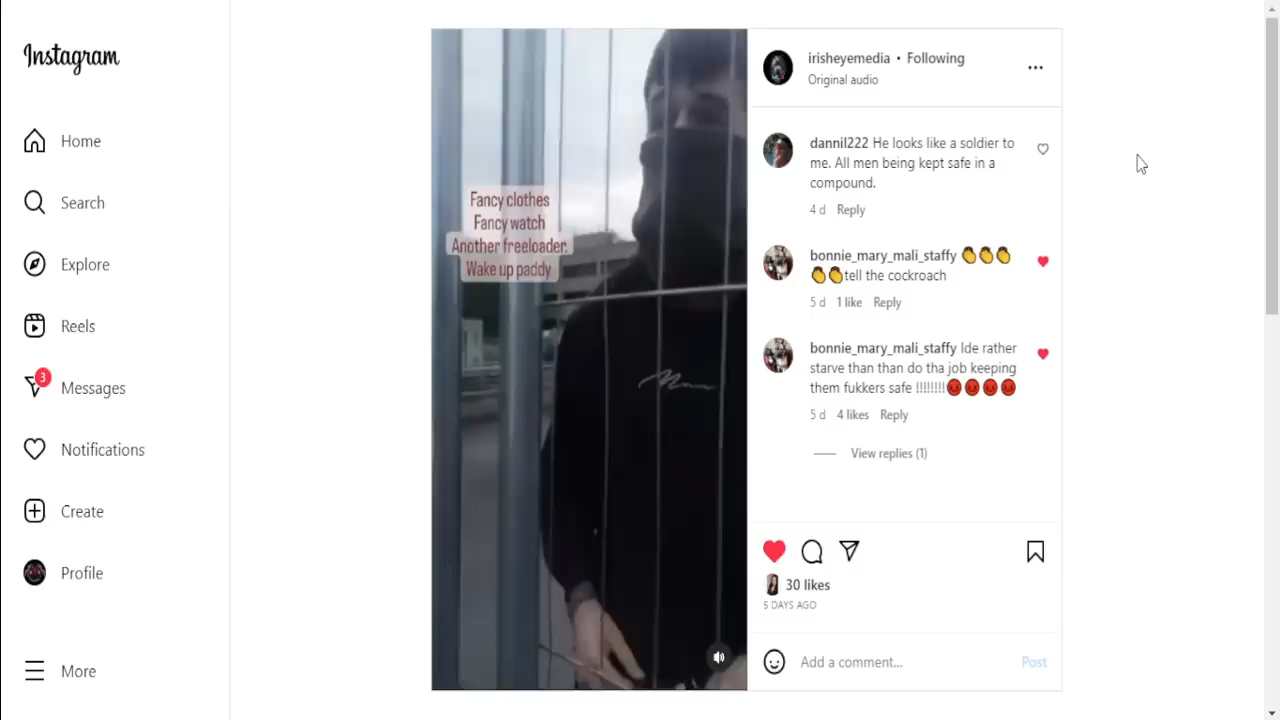 Instagram
Home
Search
Explore
Reels
3
Messages
Notifications
Create
Profile
More
Fancy clothes
Fancy watch
Another freeloader.
Wake up paddy
irisheyemedia • Following
Original audio
dannil222 He looks like a soldier to
me. All men being kept safe in a
compound.
4 d Reply
bonnie_mary_mali_staffy 👏👏👏
👏👏tell the cockroach
5 d 1 like Reply
bonnie_mary_mali_staffy Ide rather
starve than than do tha job keeping
them fukkers safe !!!!!!!!😡😡😡😡
5 d 4 likes Reply
View replies (1)
30 likes
5 DAYS AGO
Add a comment... Post